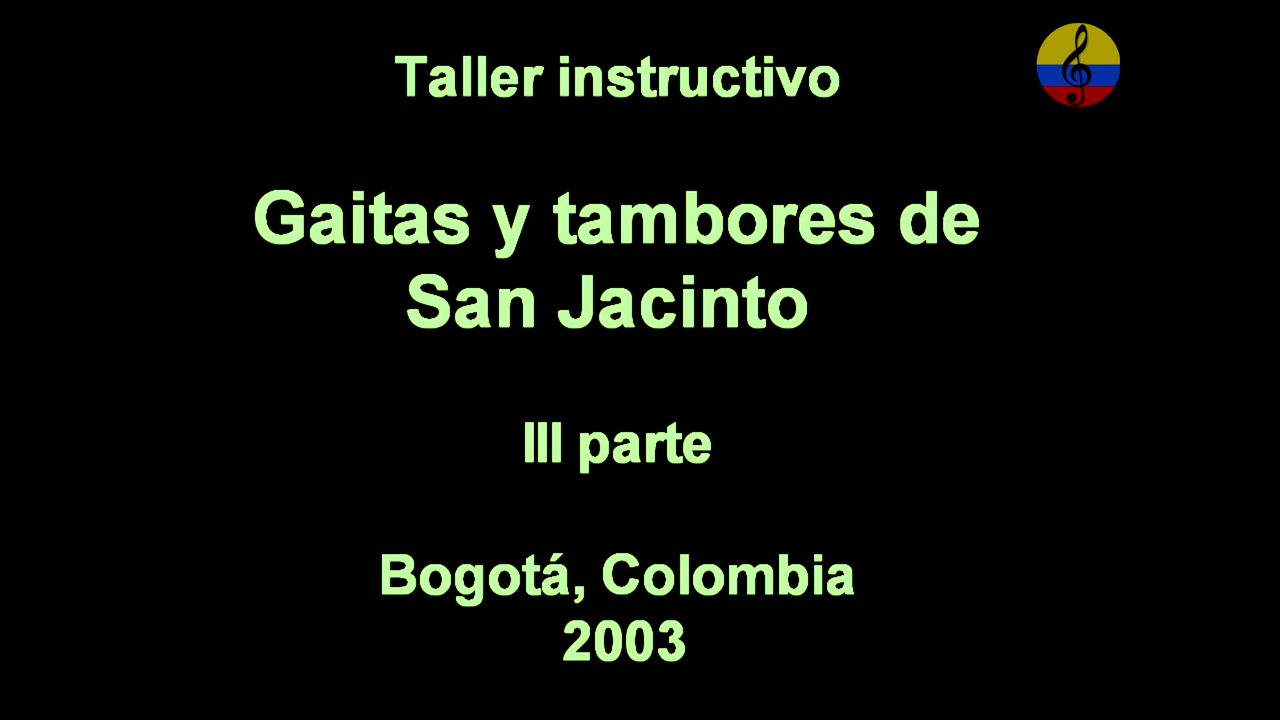 Taller instructivo
Gaitas y tambores de
San Jacinto
III parte
Bogotá, Colombia
2003